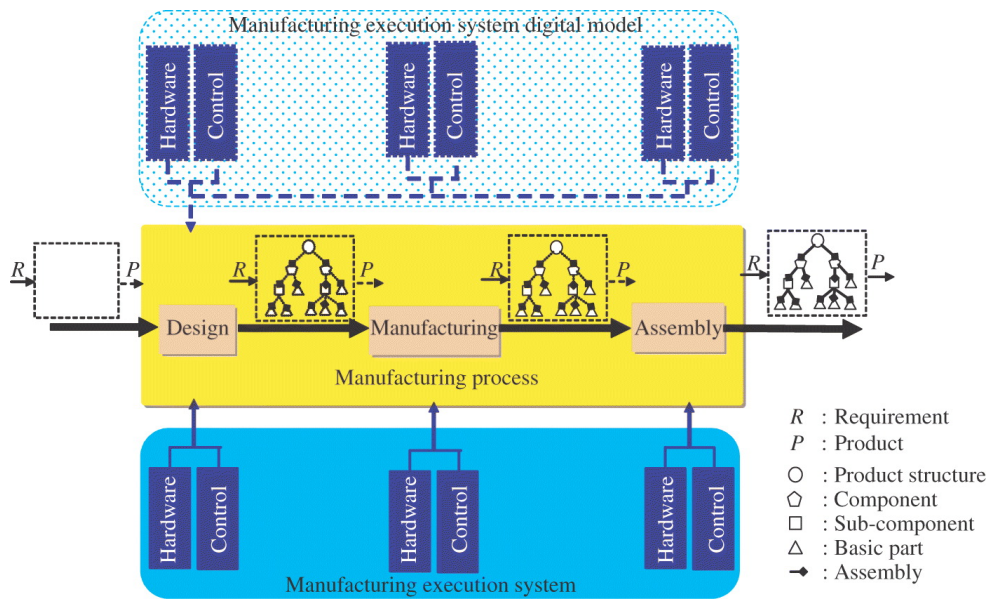 Manufacturing execution system digital model
Hardware
Control
Hardware
Control
Hardware
Control
R
P
R
P
R
P
R
P
Design
Manufacturing
Assembly
Manufacturing process
R : Requirement
P : Product
: Product structure
: Component
: Sub-component
: Basic part
: Assembly
Hardware
Control
Hardware
Control
Hardware
Control
Manufacturing execution system